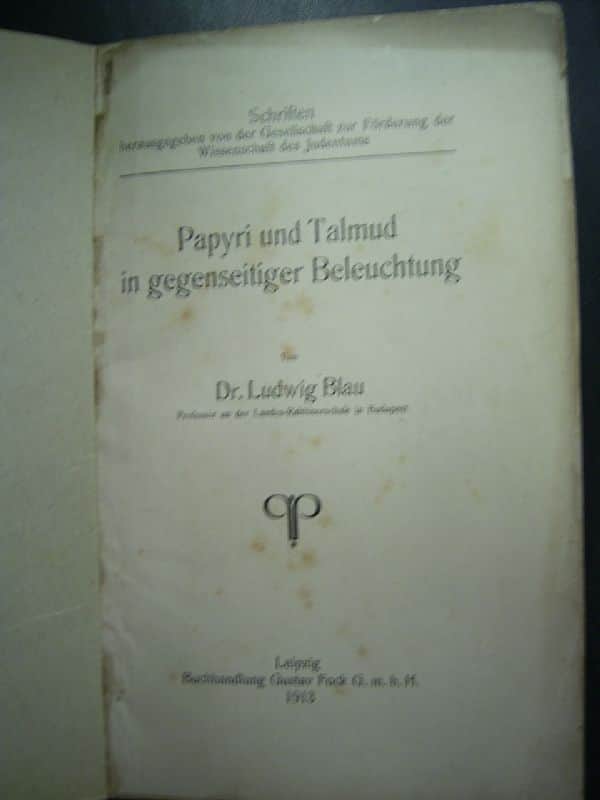 Schriften
herausgegeben von der Gesellschaft zur Förderung der
Wissenschaft des Judentums
Papyri und Talmud
in gegenseitiger Beleuchtung
Von
Dr. Ludwig Blau
Professor an der Landes-Rabbinerschule in Budapest
Leipzig
Buchhandlung Gustav Fock G. m. b. H.
1913